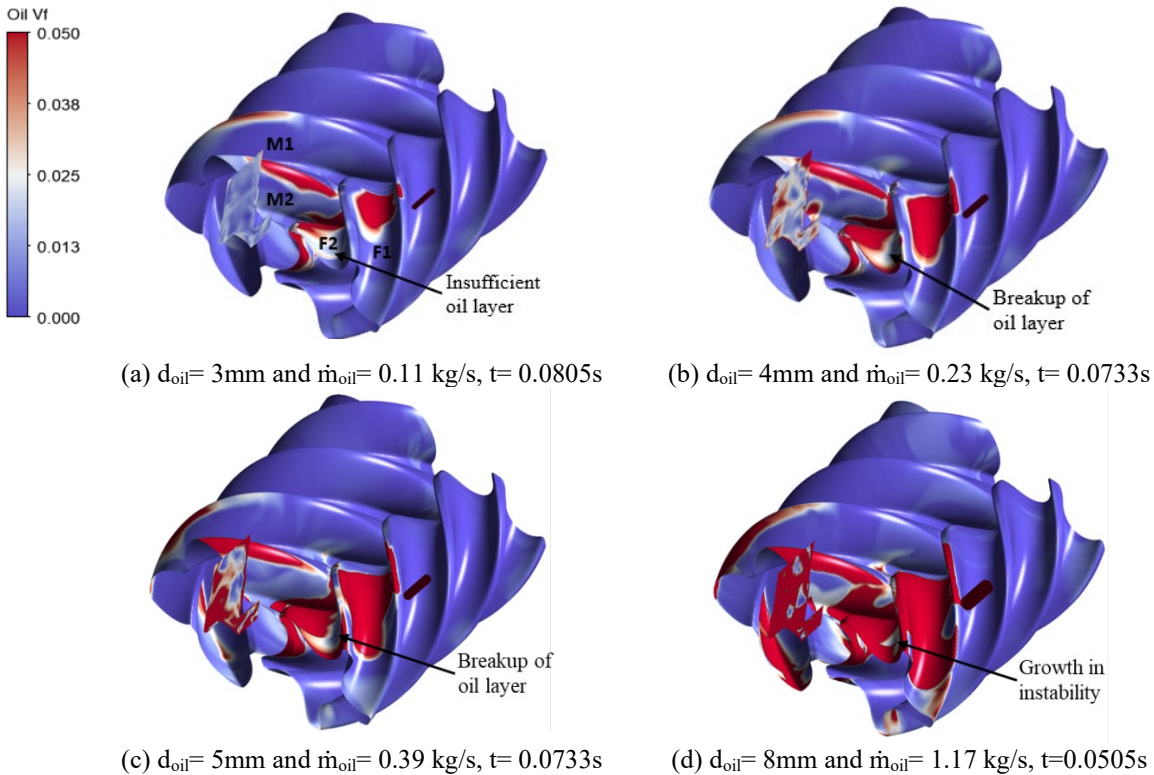 Oil Vf
0.050
0.038
0.025
0.013
0.000
M1
M2
F2
F1
Insufficient
oil layer
Breakup of
oil layer
(a) dₒᵢₗ= 3mm and ṁₒᵢₗ= 0.11 kg/s, t= 0.0805s
(b) dₒᵢₗ= 4mm and ṁₒᵢₗ= 0.23 kg/s, t= 0.0733s
Breakup of
oil layer
Growth in
instability
(c) dₒᵢₗ= 5mm and ṁₒᵢₗ= 0.39 kg/s, t= 0.0733s
(d) dₒᵢₗ= 8mm and ṁₒᵢₗ= 1.17 kg/s, t=0.0505s